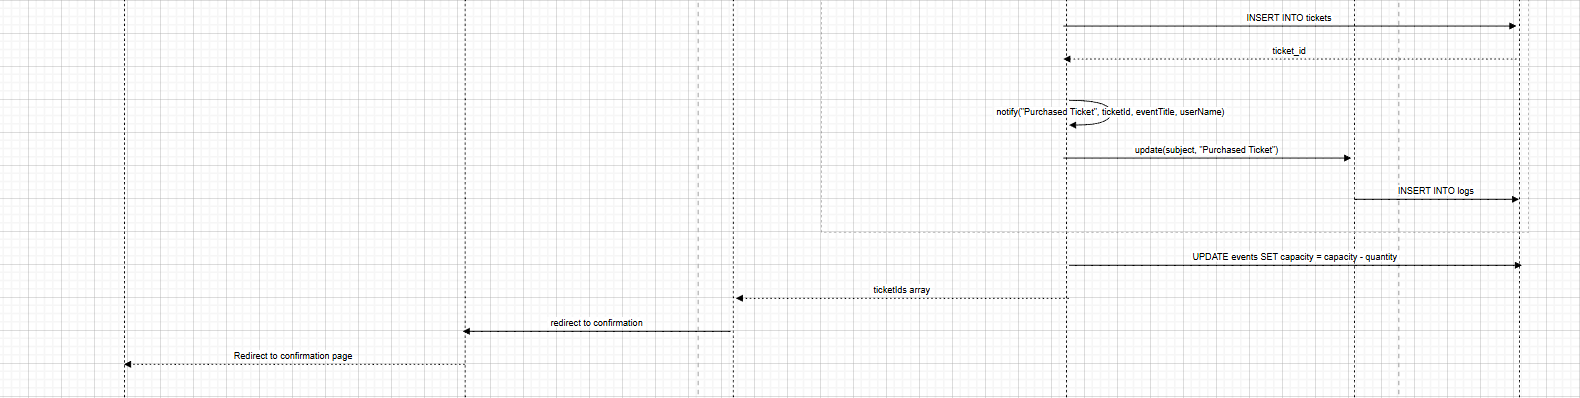 INSERT INTO tickets
ticket_id
notify("Purchased Ticket", ticketId, eventTitle, userName)
update(subject, "Purchased Ticket")
INSERT INTO logs
UPDATE events SET capacity = capacity - quantity
ticketIds array
redirect to confirmation
Redirect to confirmation page